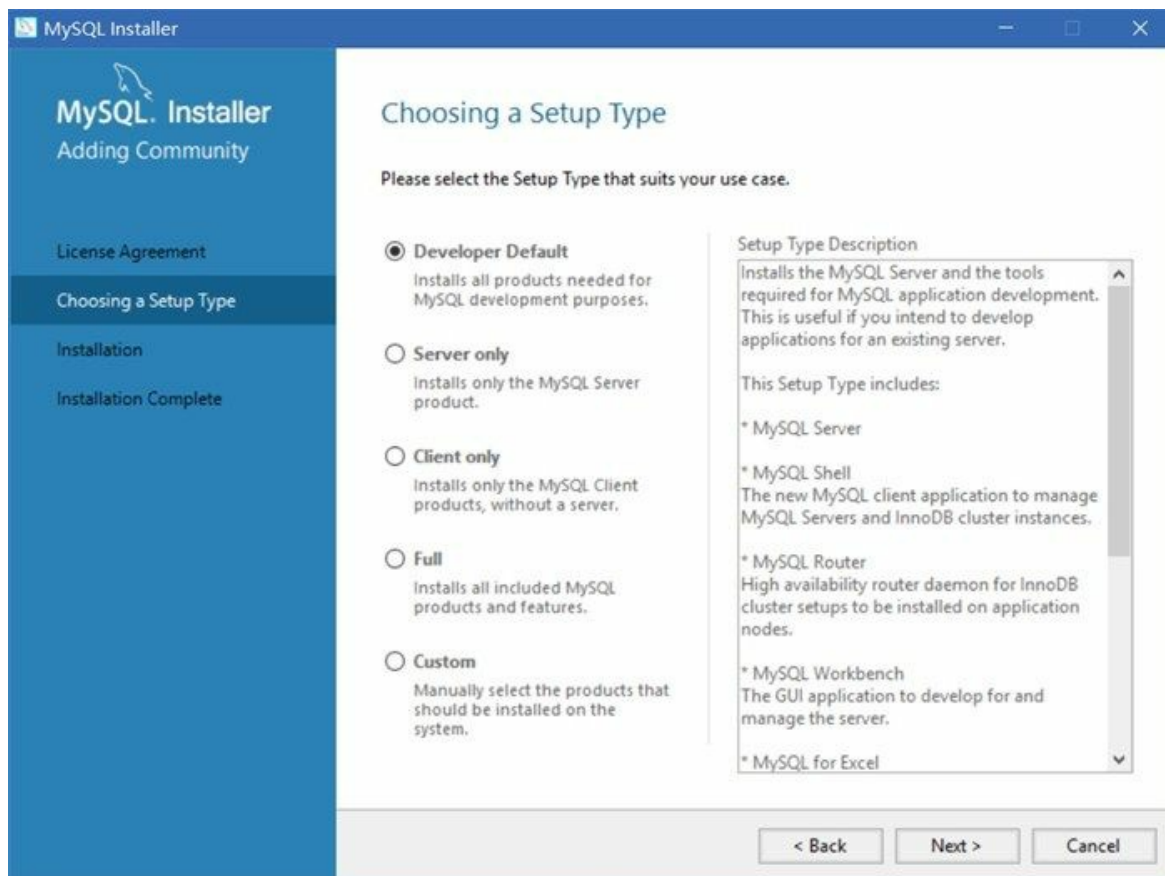 MySQL Installer
MySQL. Installer
Adding Community
License Agreement
Choosing a Setup Type
Installation
Installation Complete
Choosing a Setup Type
Please select the Setup Type that suits your use case.
Developer Default
Installs all products needed for
MySQL development purposes.
Server only
Installs only the MySQL Server
product.
Client only
Installs only the MySQL Client
products, without a server.
Full
Installs all included MySQL
products and features.
Custom
Manually select the products that
should be installed on the
system.
Setup Type Description
Installs the MySQL Server and the tools
required for MySQL application development.
This is useful if you intend to develop
applications for an existing server.
This Setup Type includes:
* MySQL Server
* MySQL Shell
The new MySQL client application to manage
MySQL Servers and InnoDB cluster instances.
* MySQL Router
High availability router daemon for InnoDB
cluster setups to be installed on application
nodes.
* MySQL Workbench
The GUI application to develop for and
manage the server.
* MySQL for Excel
< Back
Next >
Cancel